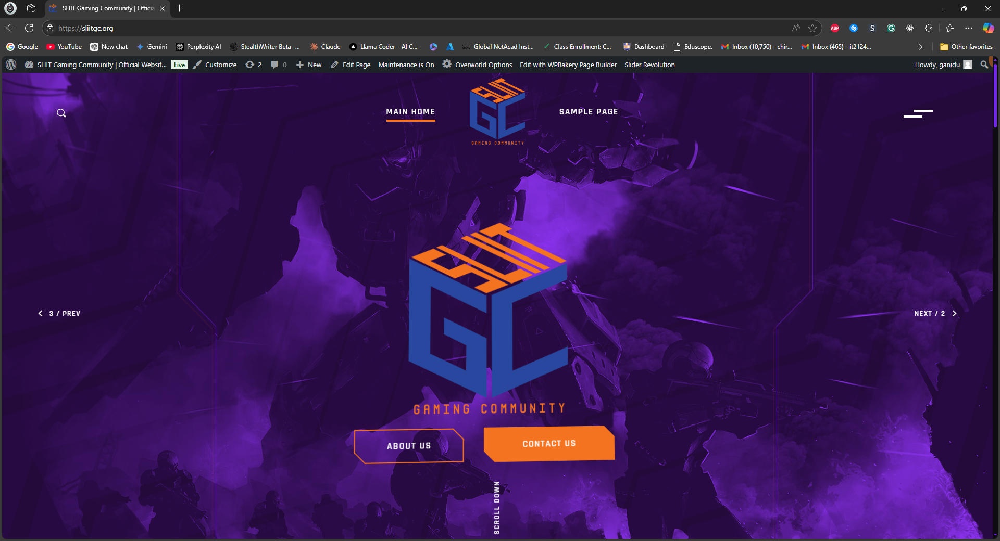 SLIIT Gaming Community | Officia
https://sliitgc.org
Google
YouTube
New chat
Gemini
Perplexity AI
StealthWriter Beta -...
Claude
Llama Coder – AI C...
Global NetAcad Inst...
Class Enrollment: C...
Dashboard
Eduscope.
Inbox (10,750) - chir...
Inbox (465) - it2124...
Other favorites
SLIIT Gaming Community | Official Websit...
Live
Customize
2
0
New
Edit Page
Maintenance is On
Overworld Options
Edit with WPBakery Page Builder
Slider Revolution
Howdy, ganidu
MAIN HOME
SLIIT
GC
GAMING COMMUNITY
SAMPLE PAGE
SLIIT
GC
GAMING COMMUNITY
3 / PREV
NEXT / 2
ABOUT US
CONTACT US
SCROLL DOWN